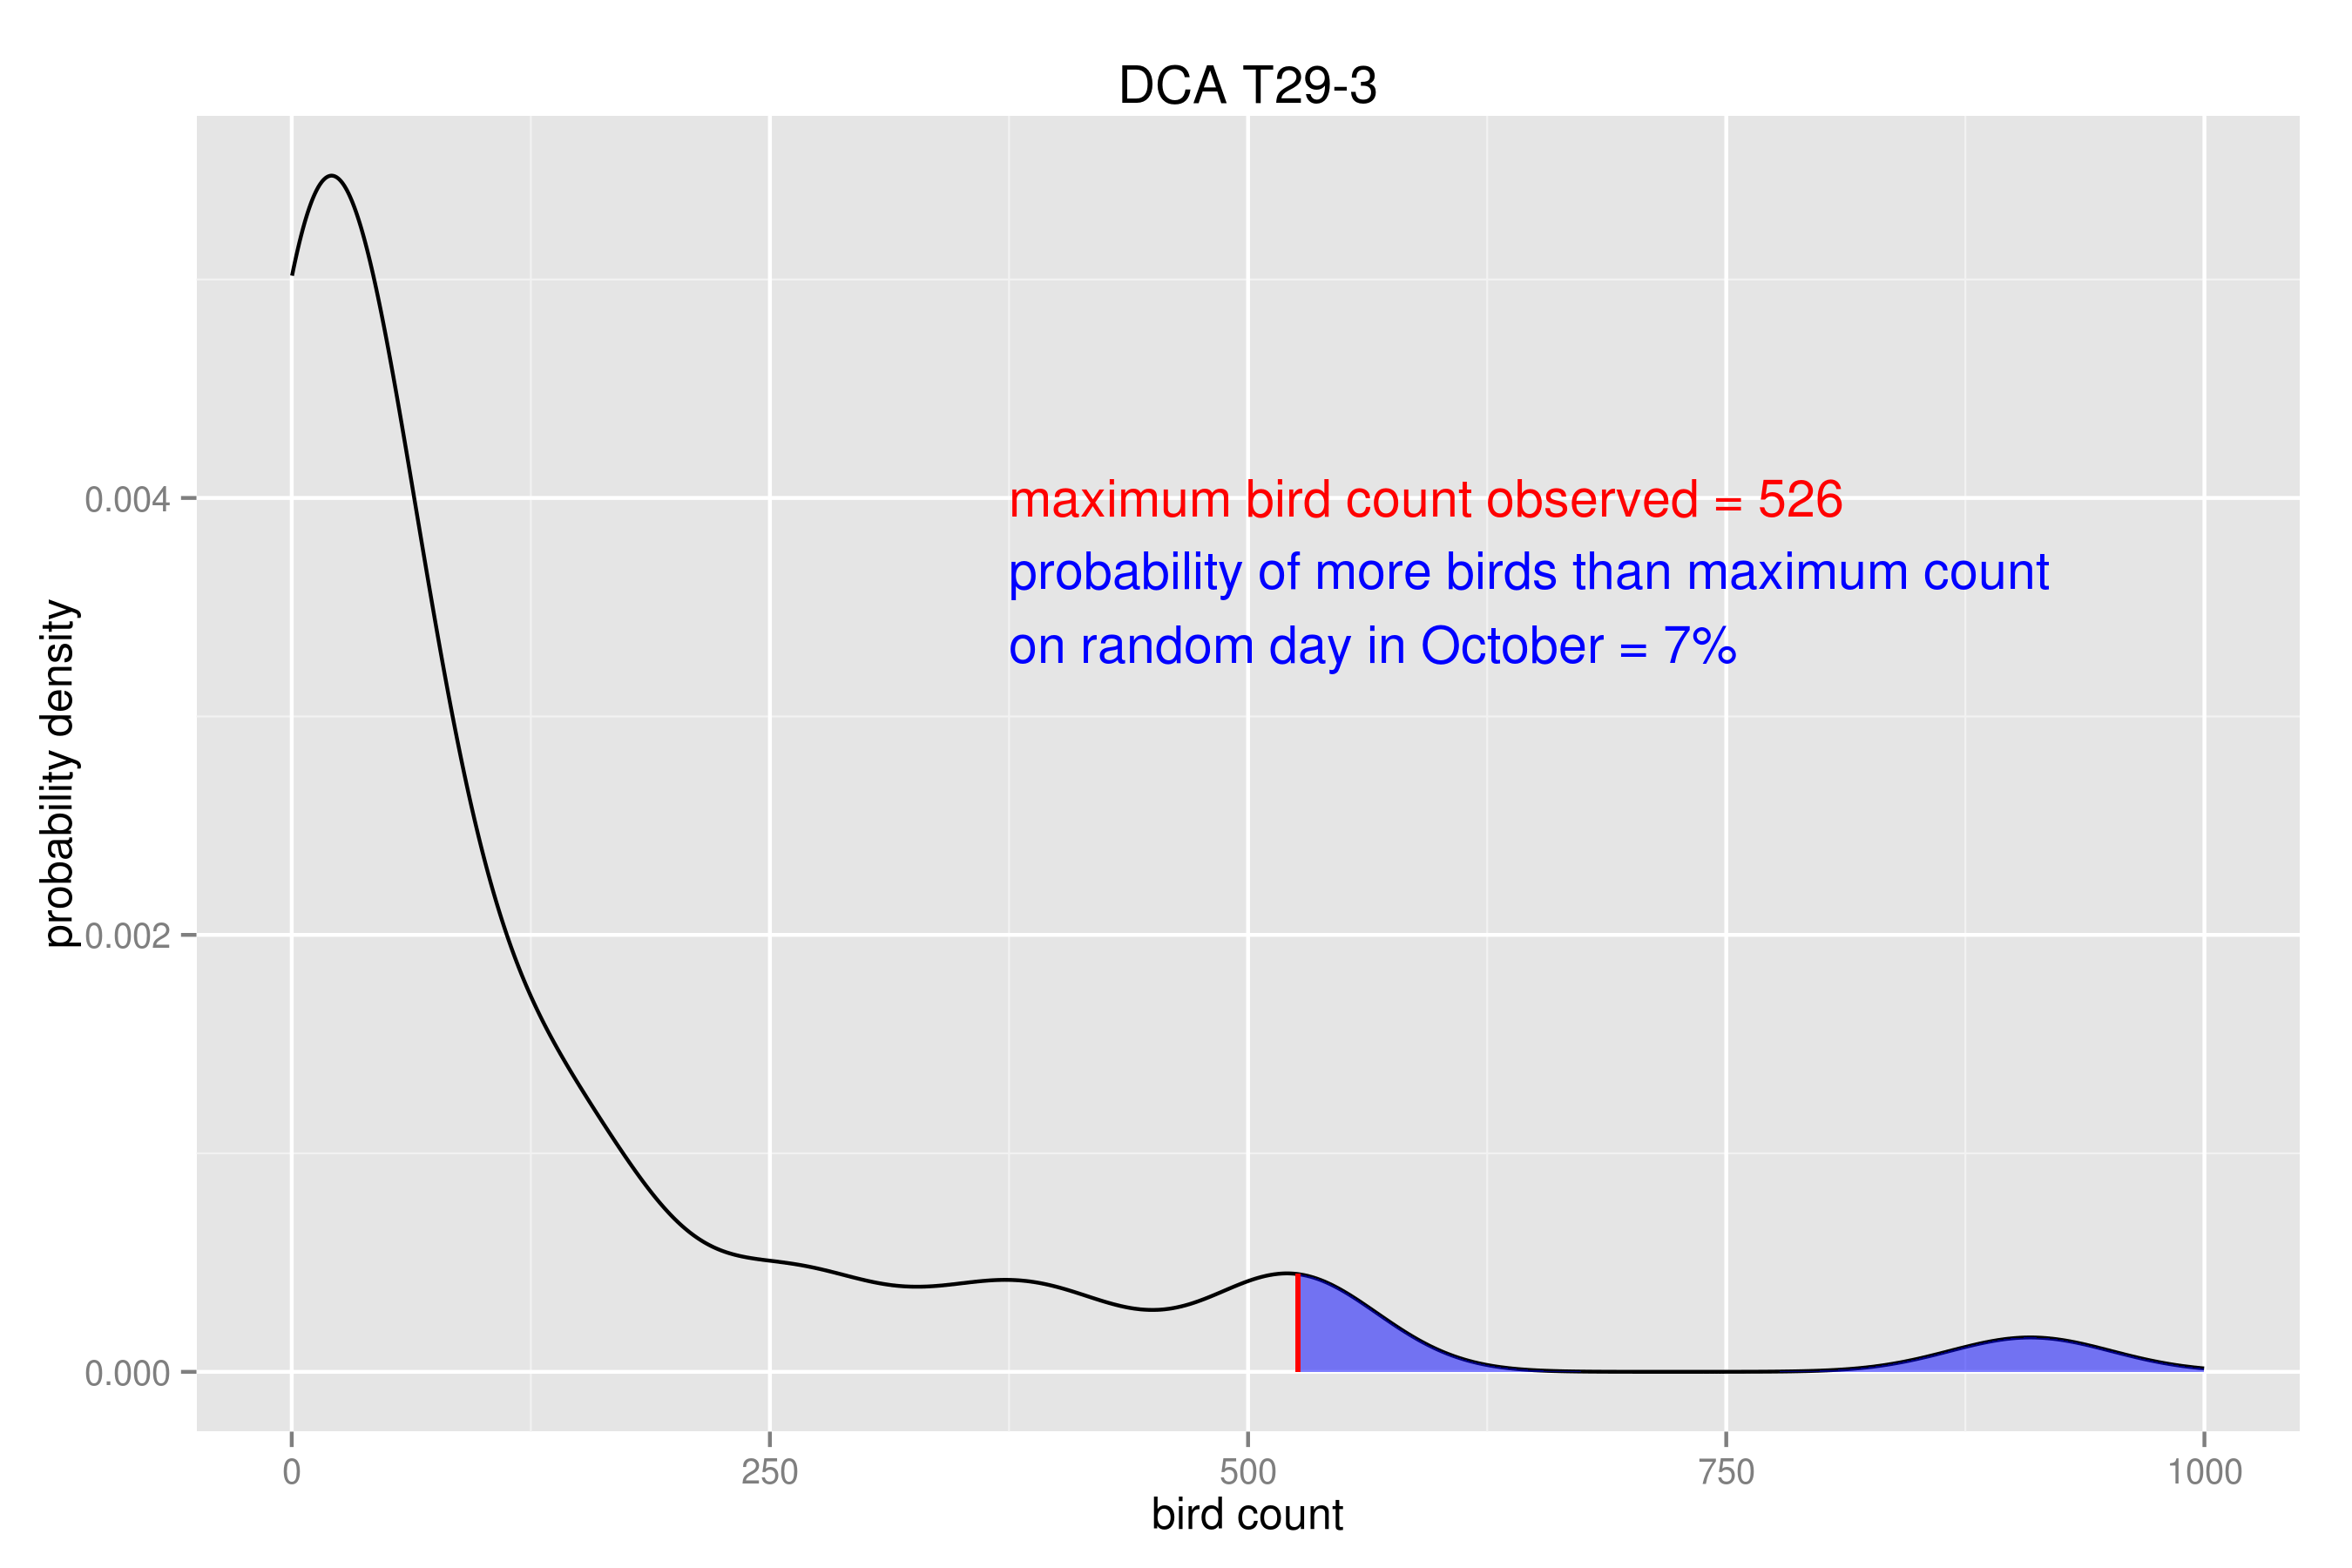 DCA T29-3
maximum bird count observed = 526
probability of more birds than maximum count
on random day in October = 7%
probability density
0.004
0.002
0.000
0 250 500 750 1000
bird count